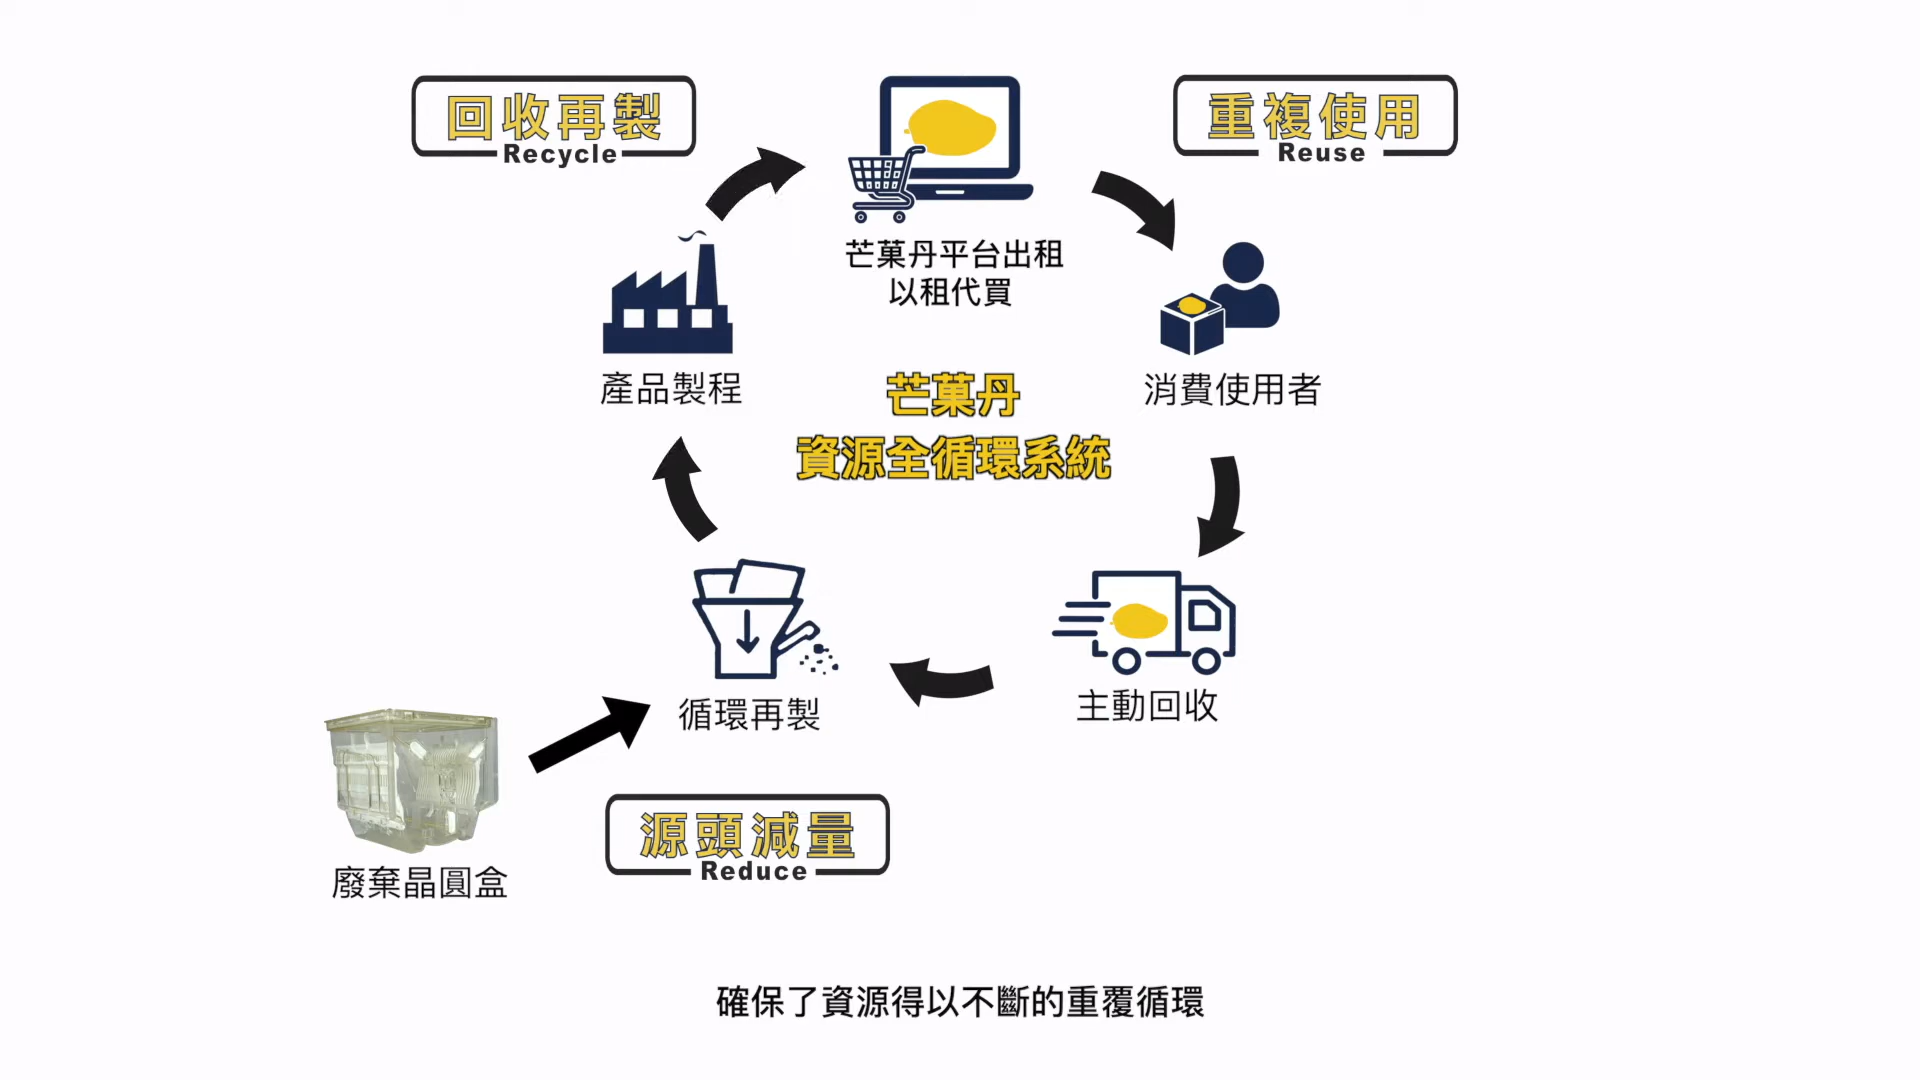 回收再製
Recycle
重複使用
Reuse
芒菓丹平台出租
以租代買
產品製程
消費使用者
芒菓丹
資源全循環系統
循環再製
主動回收
廢棄晶圓盒
源頭減量
Reduce
確保了資源得以不斷的重覆循環